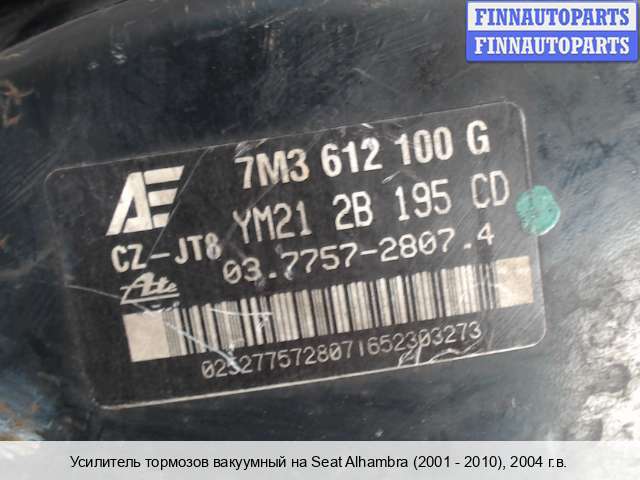 FINNAUTOPARTS
FINNAUTOPARTS
AE
7M3 612 100 G
YM21 2B 195 CD
CZ-JT8
03.7757-2807.4
Ate
Усилитель тормозов вакуумный на Seat Alhambra (2001 - 2010), 2004 г.в.